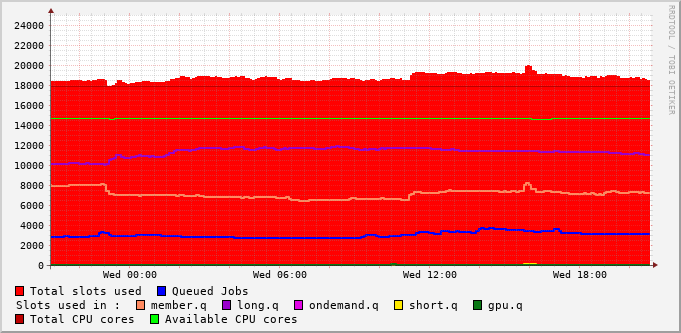 RRDTOOL / TOBI OETIKER
24000
22000
20000
18000
16000
14000
12000
10000
8000
6000
4000
2000
0
Wed 00:00 Wed 06:00 Wed 12:00 Wed 18:00
Total slots used Queued Jobs
Slots used in : member.q long.q ondemand.q short.q gpu.q
Total CPU cores Available CPU cores